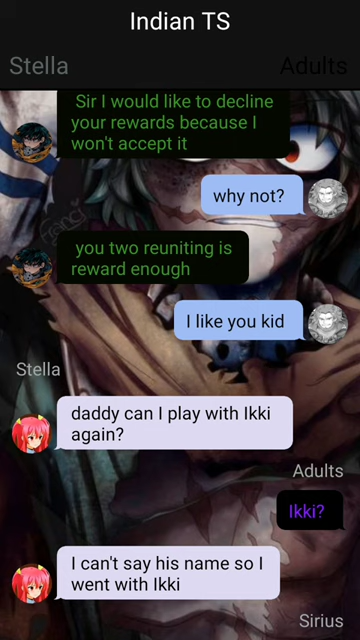 Indian TS
Stella
Adults
Sir I would like to decline
your rewards because I
won't accept it
why not?
you two reuniting is
reward enough
I like you kid
Stella
daddy can I play with Ikki
again?
Adults
Ikki?
I can't say his name so I
went with Ikki
Sirius